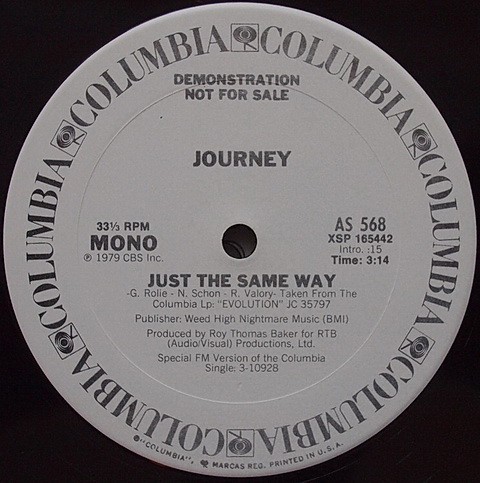 COLUMBIA COLUMBIA COLUMBIA COLUMBIA COLUMBIA COLUMBIA COLUMBIA
DEMONSTRATION
NOT FOR SALE
JOURNEY
33⅓ RPM
MONO
℗ 1979 CBS Inc.
AS 568
XSP 165442
Intro. :15
Time: 3:14
JUST THE SAME WAY
-G. Rolie - N. Schon - R. Valory- Taken From The
Columbia Lp: "EVOLUTION" JC 35797
Publisher: Weed High Nightmare Music (BMI)
Produced by Roy Thomas Baker for RTB
(Audio/Visual) Productions, Ltd.
Special FM Version of the Columbia
Single: 3-10928
®"COLUMBIA", MARCAS REG. PRINTED IN U.S.A.